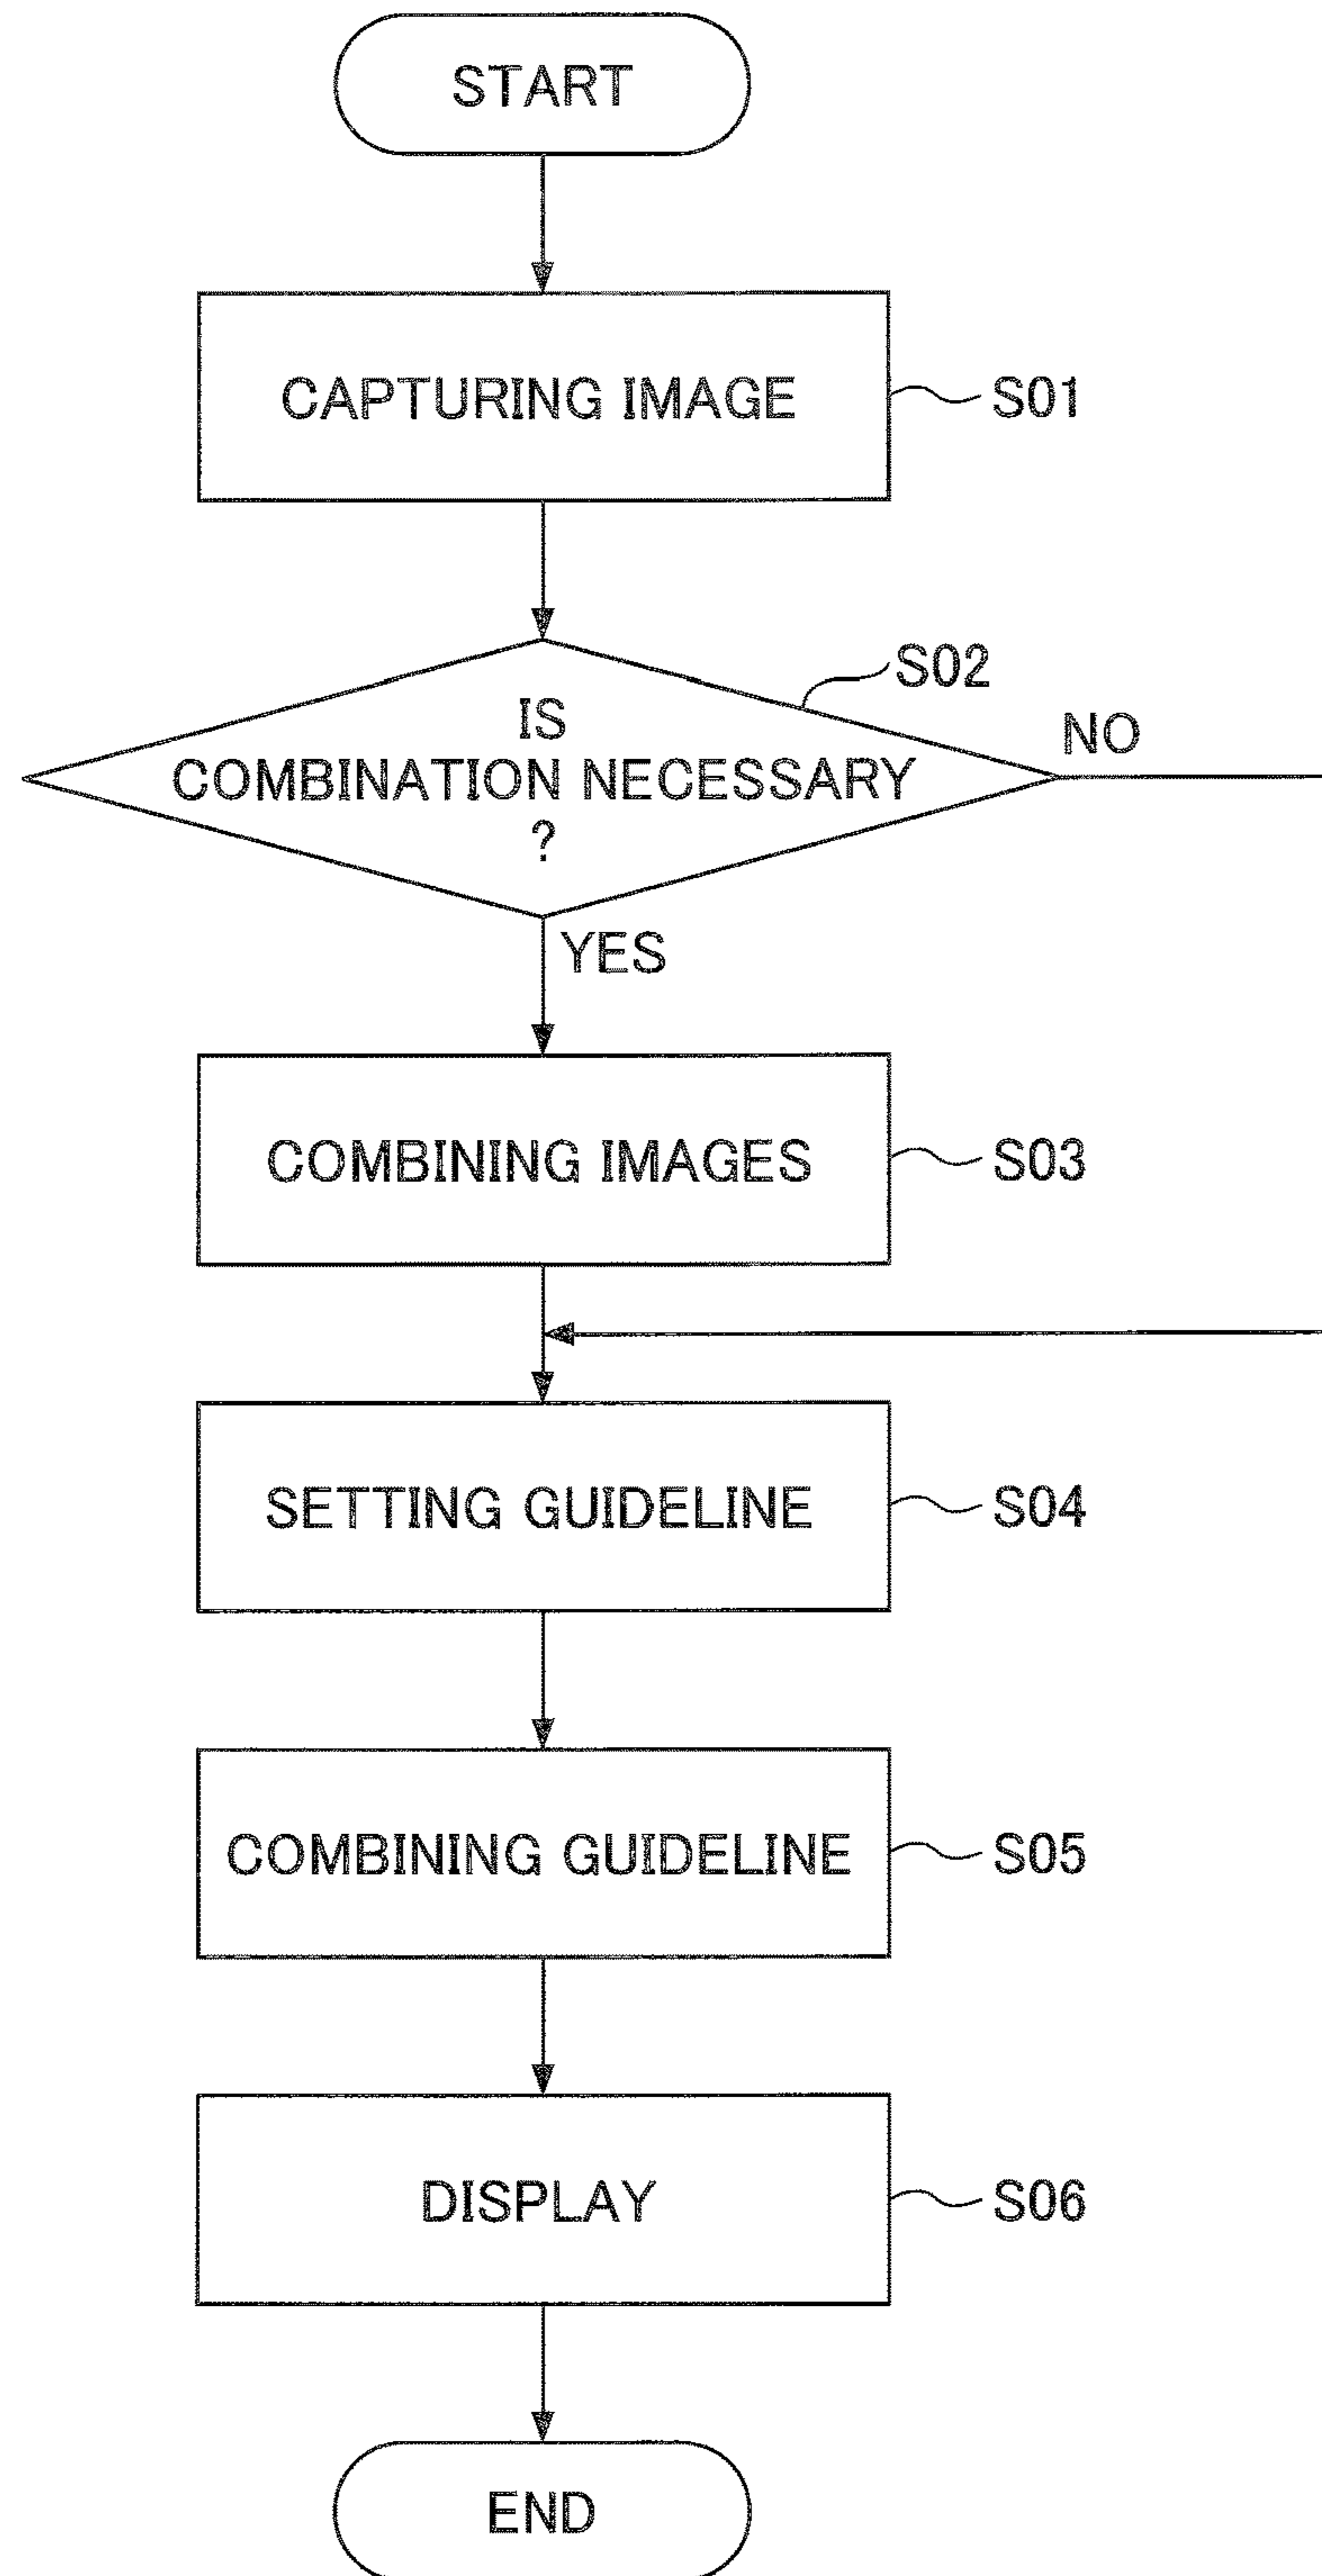 START
CAPTURING IMAGE
S01
S02
IS
COMBINATION NECESSARY
?
NO
YES
COMBINING IMAGES
S03
SETTING GUIDELINE
S04
COMBINING GUIDELINE
S05
DISPLAY
S06
END